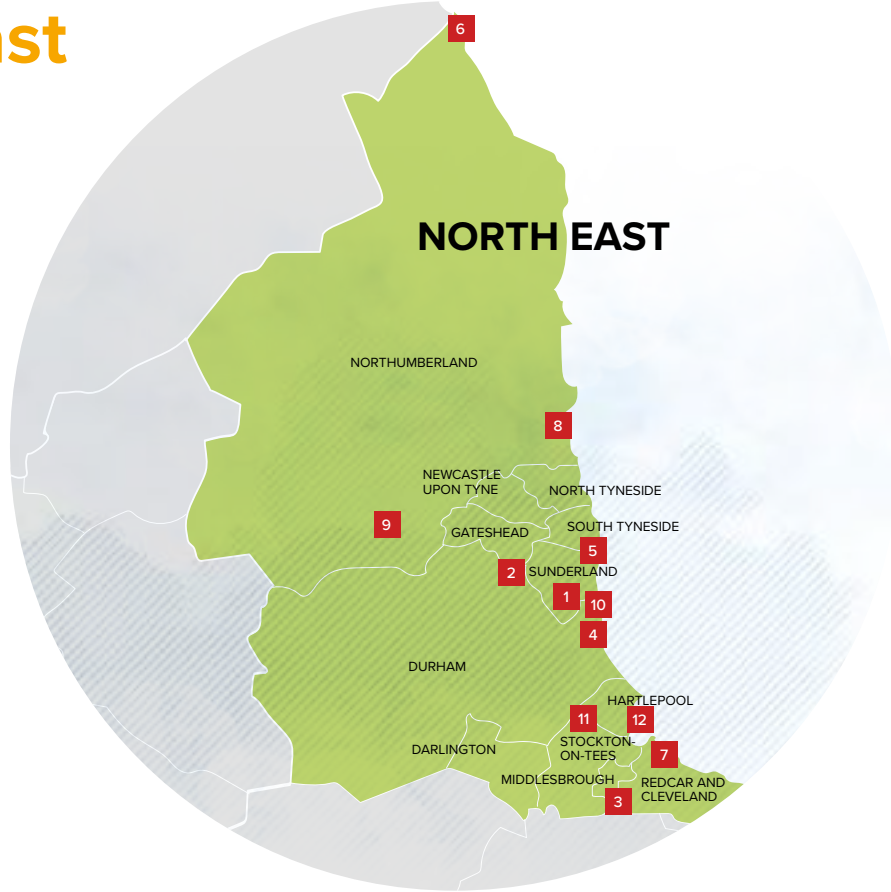 6
NORTH EAST
NORTHUMBERLAND
8
NEWCASTLE
UPON TYNE
NORTH TYNESIDE
9
GATESHEAD
SOUTH TYNESIDE
5
2
SUNDERLAND
1
10
4
DURHAM
HARTLEPOOL
11
12
DARLINGTON
STOCKTON-
ON-TEES
7
MIDDLESBROUGH
REDCAR AND
CLEVELAND
3